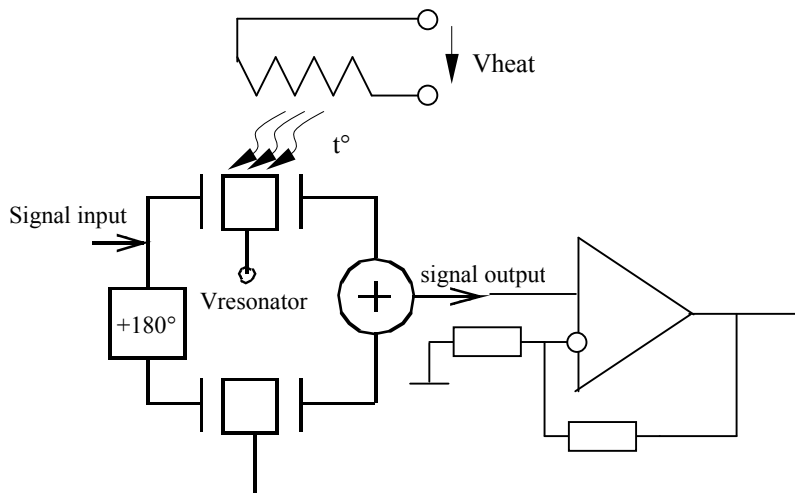 Vheat
t°
Signal input
signal output
Vresonator
+180°
+